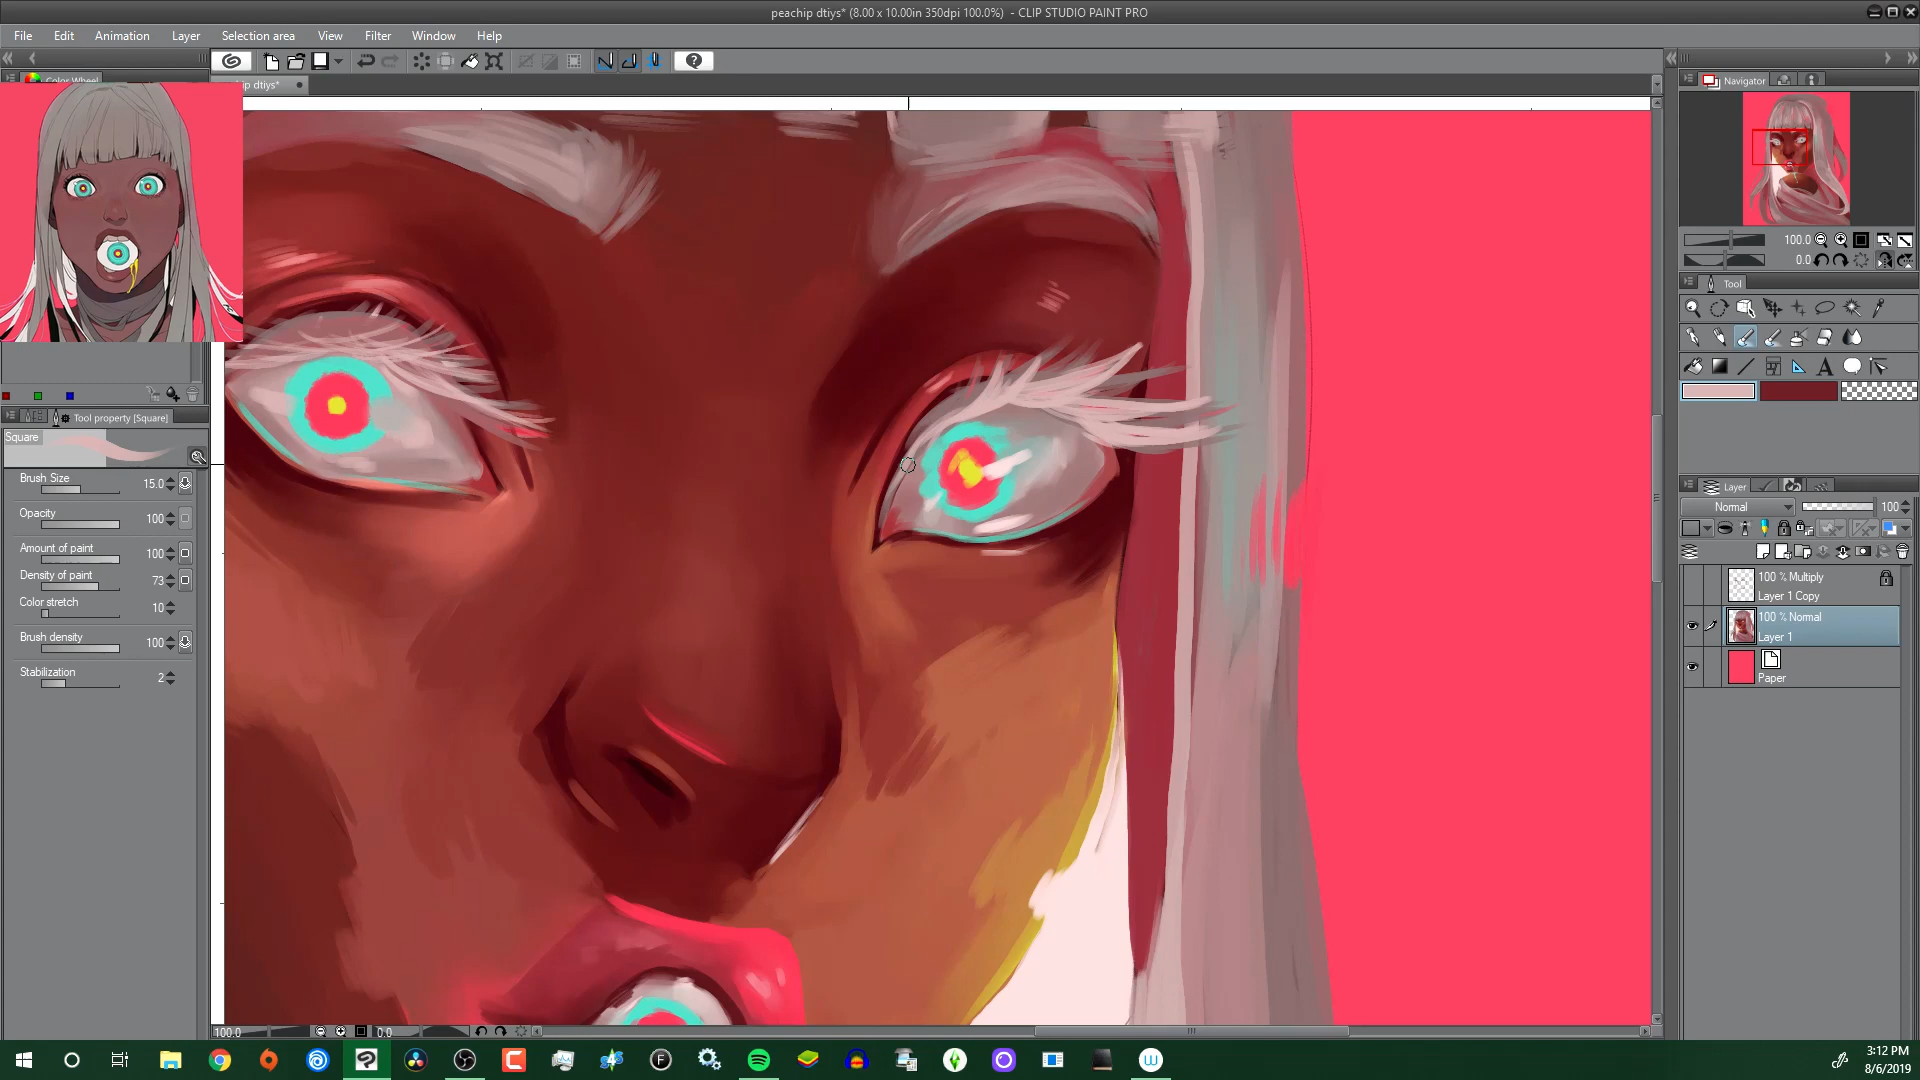 peachip dtiys* (8.00 x 10.00in 350dpi 100.0%) - CLIP STUDIO PAINT PRO
File Edit Animation Layer Selection area View Filter Window Help
Color Wheel
ip dtiys*
Navigator
100.0
0.0
Tool
Tool property [Square]
Square
Brush Size 15.0
Opacity 100
Amount of paint 100
Density of paint 73
Color stretch 10
Brush density 100
Stabilization 2
Layer
Normal 100
100 % Multiply
Layer 1 Copy
100 % Normal
Layer 1
Paper
100.0 0.0
3:12 PM
8/6/2019